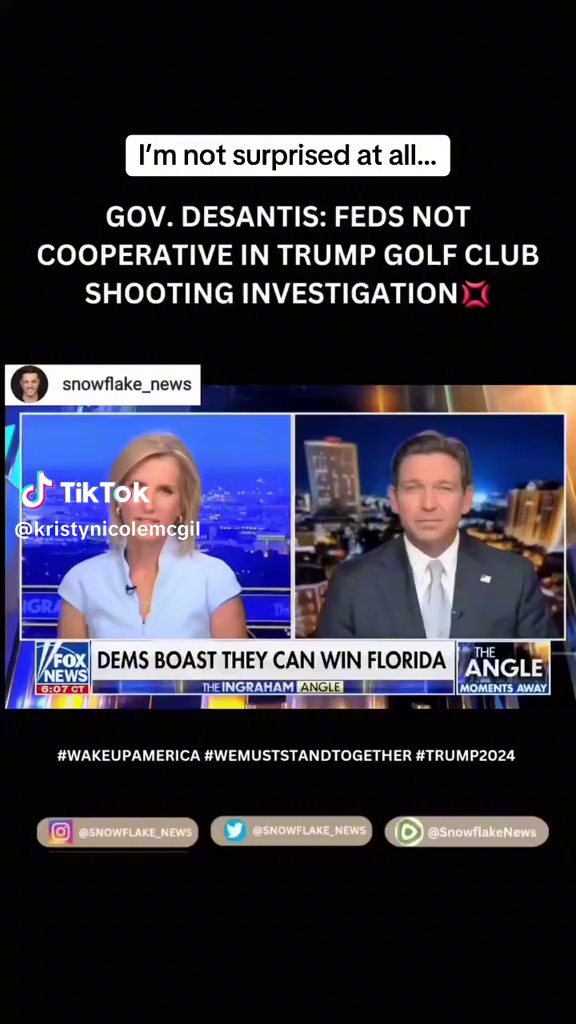 I'm not surprised at all...
GOV. DESANTIS: FEDS NOT
COOPERATIVE IN TRUMP GOLF CLUB
SHOOTING INVESTIGATION💢
snowflake_news
TikTok
@kristynicolemcgil
INGRA
FOX
NEWS
6:07 CT
DEMS BOAST THEY CAN WIN FLORIDA
THE INGRAHAM ANGLE
THE
ANGLE
MOMENTS AWAY
#WAKEUPAMERICA #WEMUSTSTANDTOGETHER #TRUMP2024
@SNOWFLAKE_NEWS
@SNOWFLAKE_NEWS
@SnowflakeNews